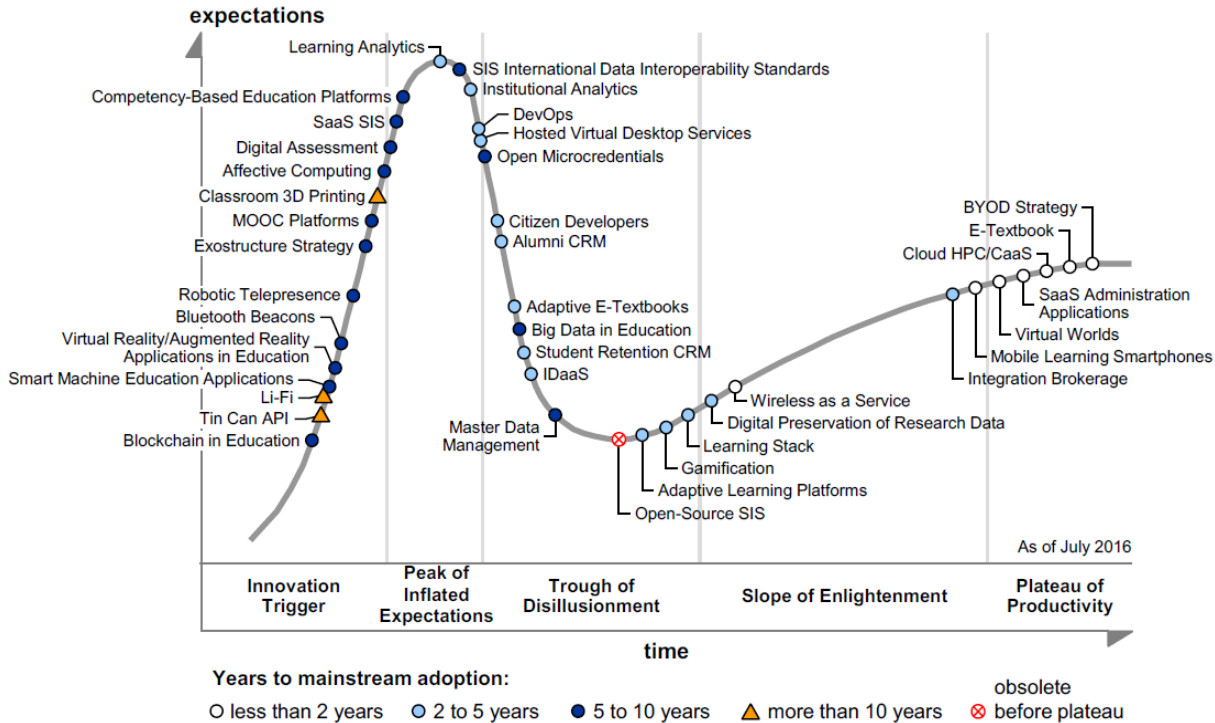 expectations
Learning Analytics
SIS International Data Interoperability Standards
Institutional Analytics
Competency-Based Education Platforms
DevOps
SaaS SIS
Hosted Virtual Desktop Services
Digital Assessment
Open Microcredentials
Affective Computing
Classroom 3D Printing
MOOC Platforms
Citizen Developers
Alumni CRM
Exostructure Strategy
BYOD Strategy
E-Textbook
Cloud HPC/CaaS
Robotic Telepresence
SaaS Administration
Applications
Adaptive E-Textbooks
Bluetooth Beacons
Big Data in Education
Virtual Worlds
Virtual Reality/Augmented Reality
Applications in Education
Student Retention CRM
Mobile Learning Smartphones
Smart Machine Education Applications
IDaaS
Integration Brokerage
Li-Fi
Wireless as a Service
Tin Can API
Digital Preservation of Research Data
Master Data
Management
Blockchain in Education
Learning Stack
Gamification
Adaptive Learning Platforms
Open-Source SIS
As of July 2016
Innovation
Trigger
Peak of
Inflated
Expectations
Trough of
Disillusionment
Slope of Enlightenment
Plateau of
Productivity
time
Years to mainstream adoption:
less than 2 years
2 to 5 years
5 to 10 years
more than 10 years
obsolete
before plateau